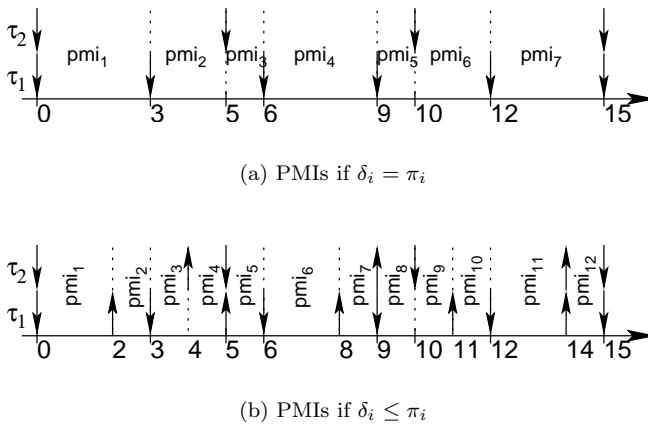 τ₂
pmi₁ pmi₂ pmi₃ pmi₄ pmi₅ pmi₆ pmi₇
τ₁
0 3 5 6 9 10 12 15
(a) PMIs if δᵢ = πᵢ
τ₂
pmi₁ pmi₂ pmi₃ pmi₄ pmi₅ pmi₆ pmi₇ pmi₈ pmi₉ pmi₁₀ pmi₁₁ pmi₁₂
τ₁
0 2 3 4 5 6 8 9 10 11 12 14 15
(b) PMIs if δᵢ ≤ πᵢ